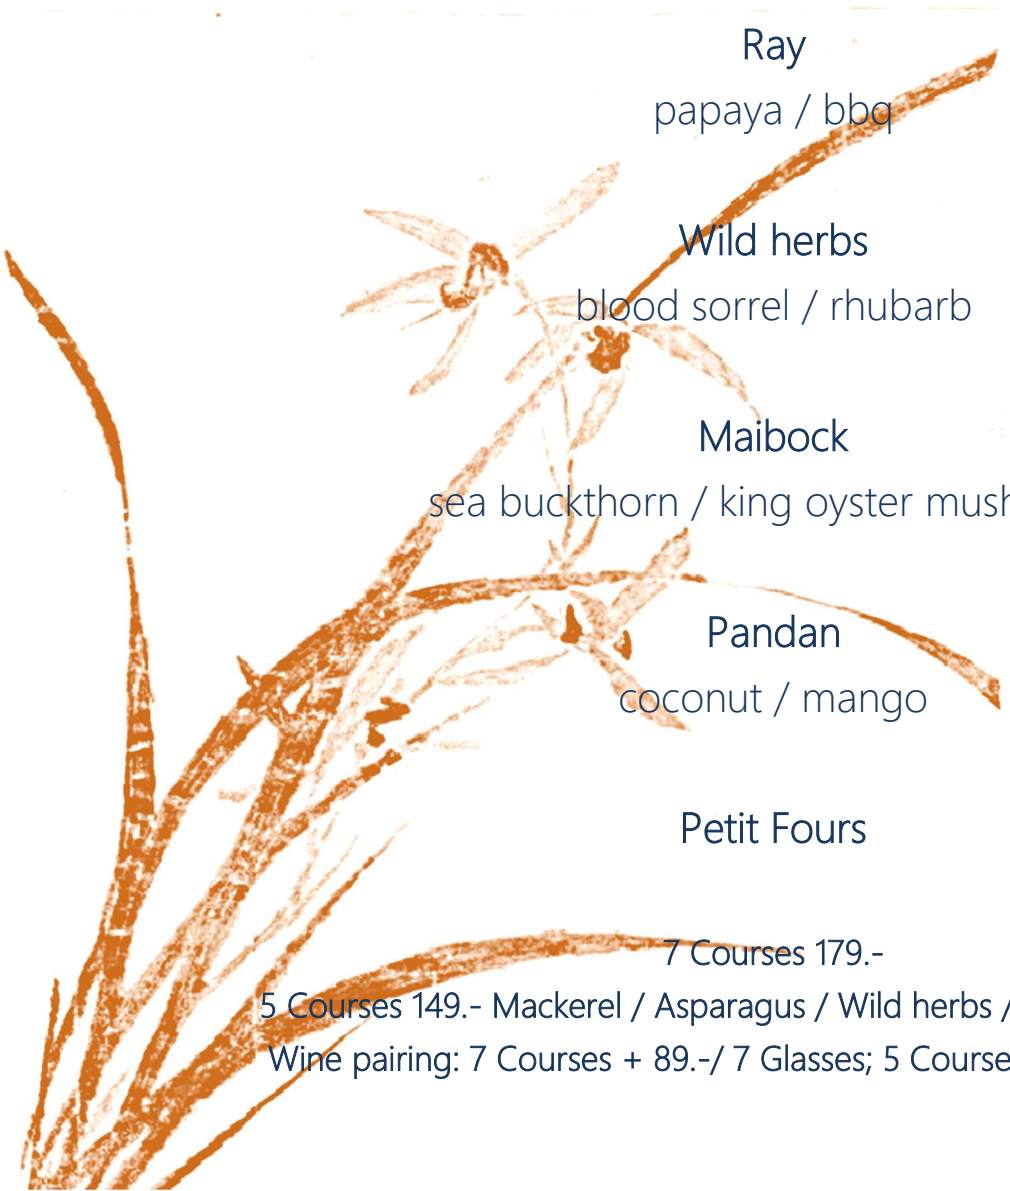 Ray
papaya / bbq
Wild herbs
blood sorrel / rhubarb
Maibock
sea buckthorn / king oyster mush
Pandan
coconut / mango
Petit Fours
7 Courses 179.-
5 Courses 149.- Mackerel / Asparagus / Wild herbs /
Wine pairing: 7 Courses + 89.-/ 7 Glasses; 5 Course